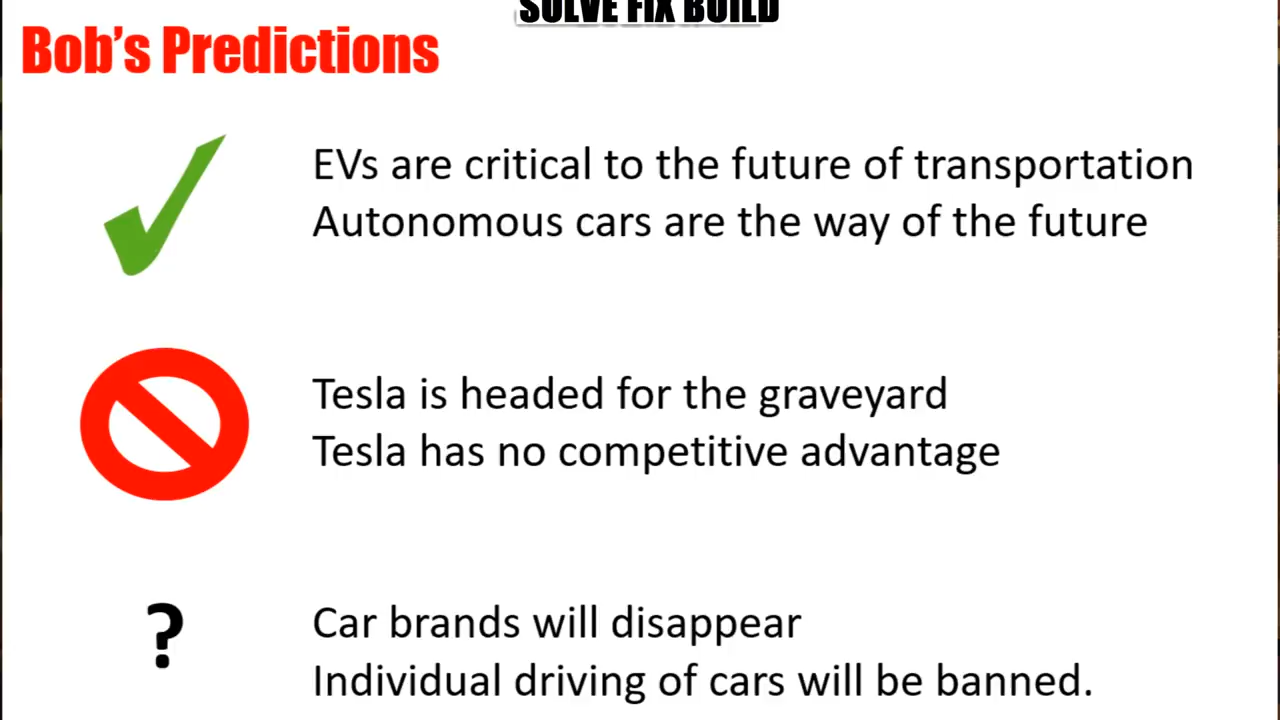 SOLVE FIX BUILD
Bob's Predictions
EVs are critical to the future of transportation
Autonomous cars are the way of the future
Tesla is headed for the graveyard
Tesla has no competitive advantage
?
Car brands will disappear
Individual driving of cars will be banned.